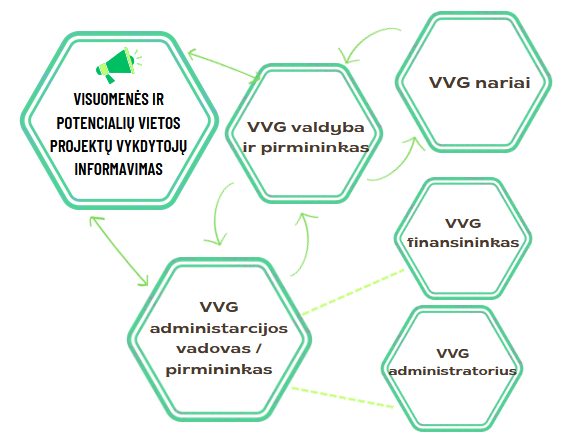 VISUOMENĖS IR
POTENCIALIŲ VIETOS
PROJEKTŲ VYKDYTOJŲ
INFORMAVIMAS
VVG valdyba
ir pirmininkas
VVG nariai
VVG
finansininkas
VVG
administarcijos
vadovas /
pirmininkas
VVG
administratorius